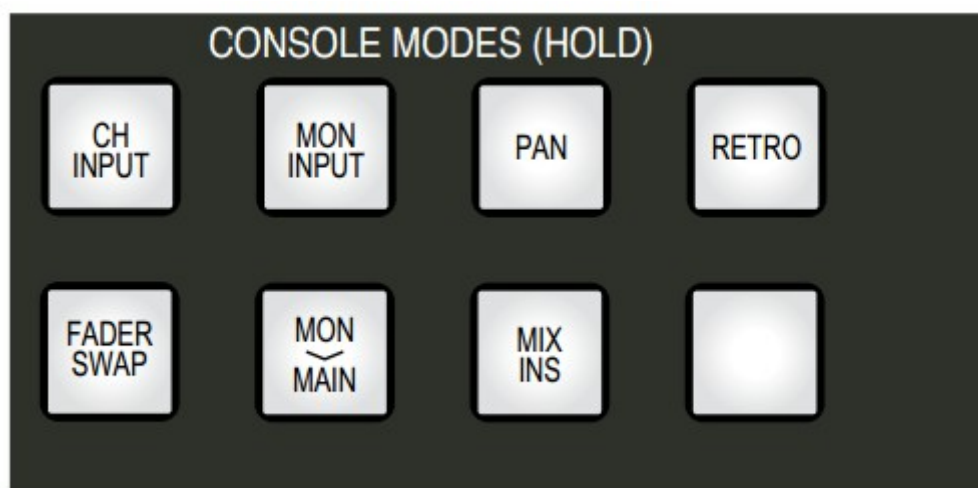 CONSOLE MODES (HOLD)
CH
INPUT
MON
INPUT
PAN
RETRO
FADER
SWAP
MON
MAIN
MIX
INS